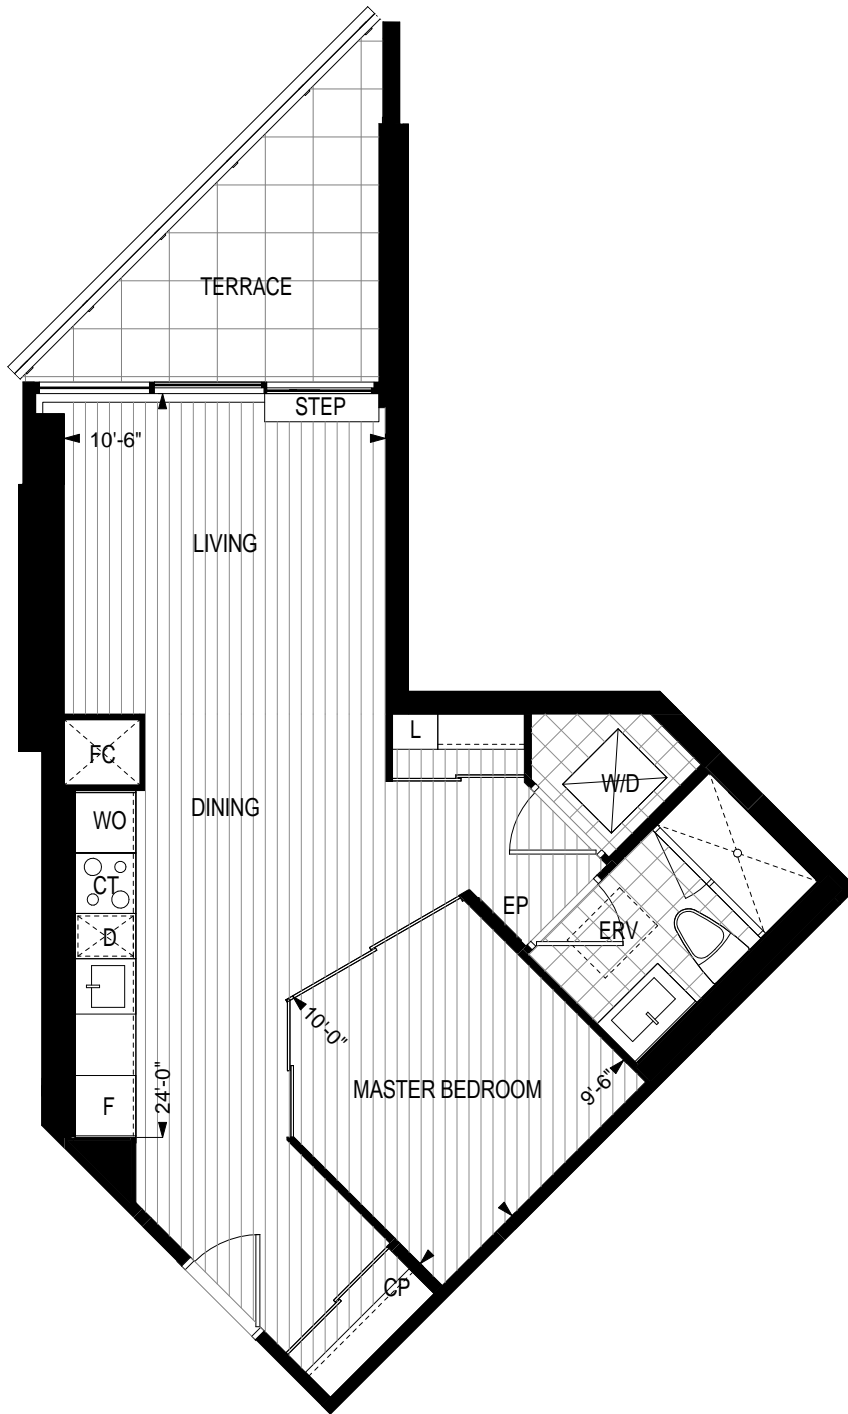 TERRACE
STEP
10'-6"
LIVING
L
FC
W/D
WO
DINING
CT
EP
D
ERV
10'-0"
MASTER BEDROOM
9'-6"
F
24'-0"
CP